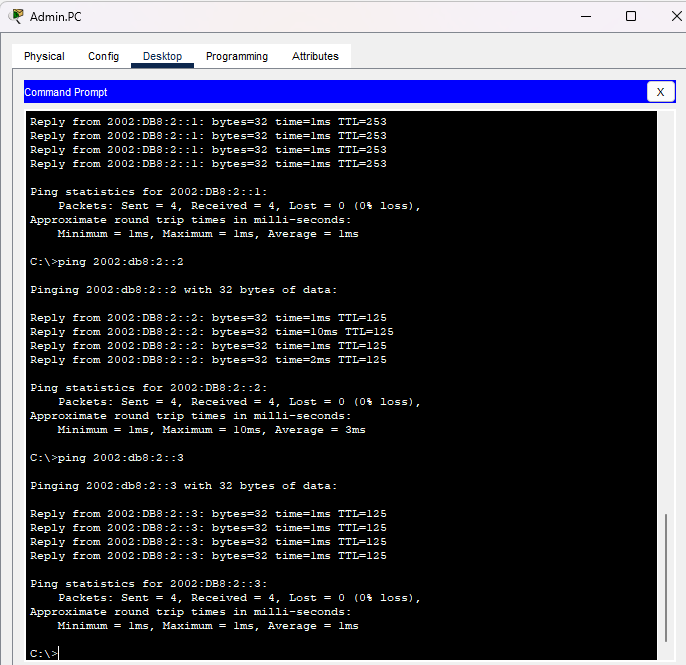 Admin.PC
Physical Config Desktop Programming Attributes
Command Prompt X
Reply from 2002:DB8:2::1: bytes=32 time=1ms TTL=253
Reply from 2002:DB8:2::1: bytes=32 time=1ms TTL=253
Reply from 2002:DB8:2::1: bytes=32 time=1ms TTL=253
Reply from 2002:DB8:2::1: bytes=32 time=1ms TTL=253
Ping statistics for 2002:DB8:2::1:
Packets: Sent = 4, Received = 4, Lost = 0 (0% loss),
Approximate round trip times in milli-seconds:
Minimum = 1ms, Maximum = 1ms, Average = 1ms
C:\>ping 2002:db8:2::2
Pinging 2002:db8:2::2 with 32 bytes of data:
Reply from 2002:DB8:2::2: bytes=32 time=1ms TTL=125
Reply from 2002:DB8:2::2: bytes=32 time=10ms TTL=125
Reply from 2002:DB8:2::2: bytes=32 time=1ms TTL=125
Reply from 2002:DB8:2::2: bytes=32 time=2ms TTL=125
Ping statistics for 2002:DB8:2::2:
Packets: Sent = 4, Received = 4, Lost = 0 (0% loss),
Approximate round trip times in milli-seconds:
Minimum = 1ms, Maximum = 10ms, Average = 3ms
C:\>ping 2002:db8:2::3
Pinging 2002:db8:2::3 with 32 bytes of data:
Reply from 2002:DB8:2::3: bytes=32 time=1ms TTL=125
Reply from 2002:DB8:2::3: bytes=32 time=1ms TTL=125
Reply from 2002:DB8:2::3: bytes=32 time=1ms TTL=125
Reply from 2002:DB8:2::3: bytes=32 time=1ms TTL=125
Ping statistics for 2002:DB8:2::3:
Packets: Sent = 4, Received = 4, Lost = 0 (0% loss),
Approximate round trip times in milli-seconds:
Minimum = 1ms, Maximum = 1ms, Average = 1ms
C:\>